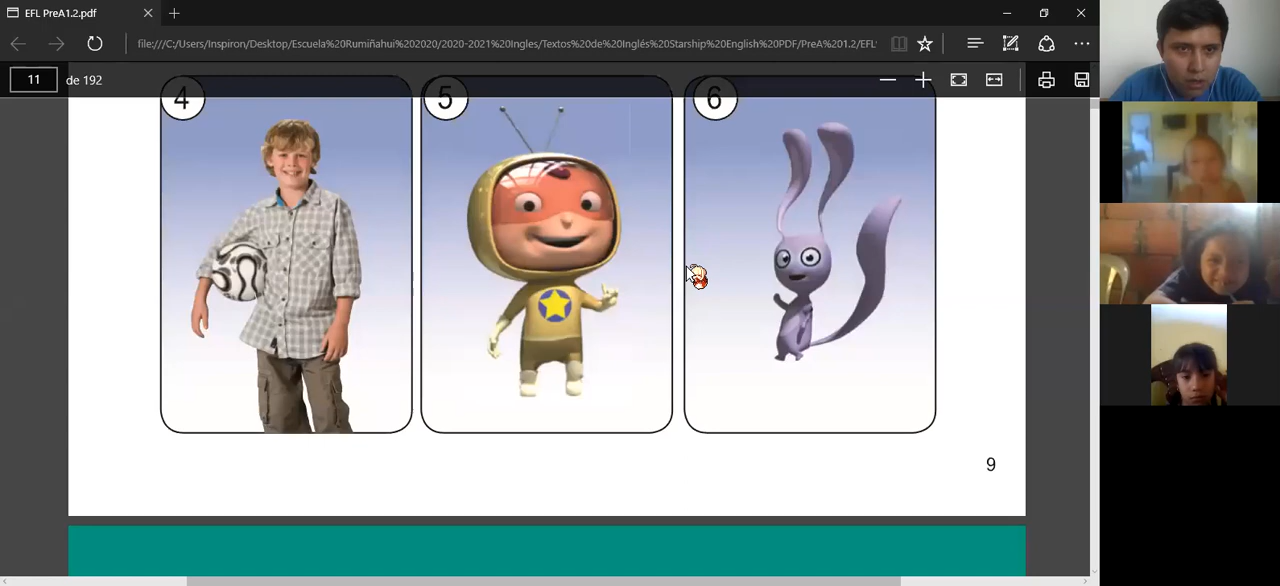 EFL PreA1.2.pdf
file:///C:/Users/Inspiron/Desktop/Escuela%20Rumiñahui%202020/2020-2021%20Ingles/Textos%20de%20Inglés%20Starship%20English%20PDF/PreA%201.2/EFL
11 de 192
4 5 6
9